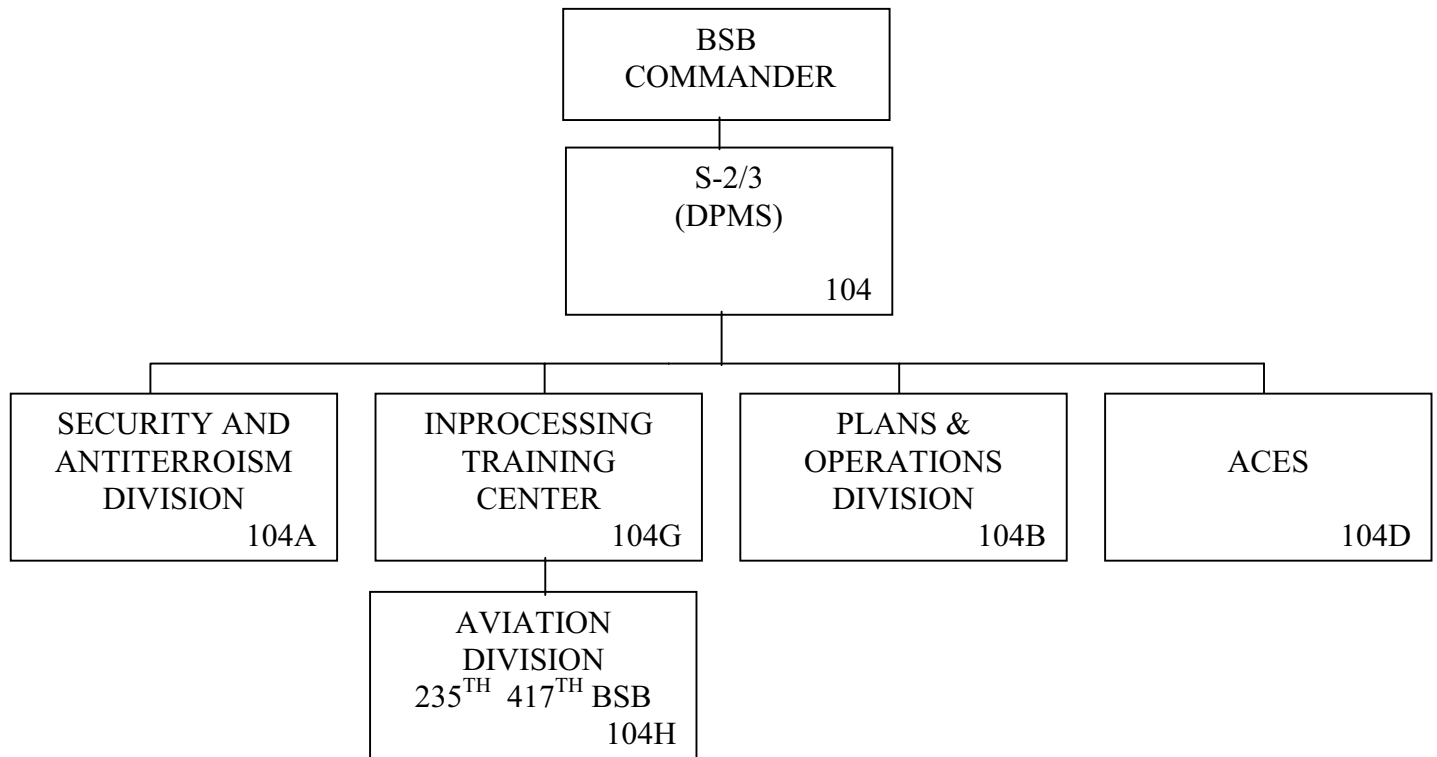 BSB
COMMANDER
S-2/3
(DPMS)
104
SECURITY AND
ANTITERROISM
DIVISION
104A
INPROCESSING
TRAINING
CENTER
104G
PLANS &
OPERATIONS
DIVISION
104B
ACES
104D
AVIATION
DIVISION
235TH 417TH BSB
104H